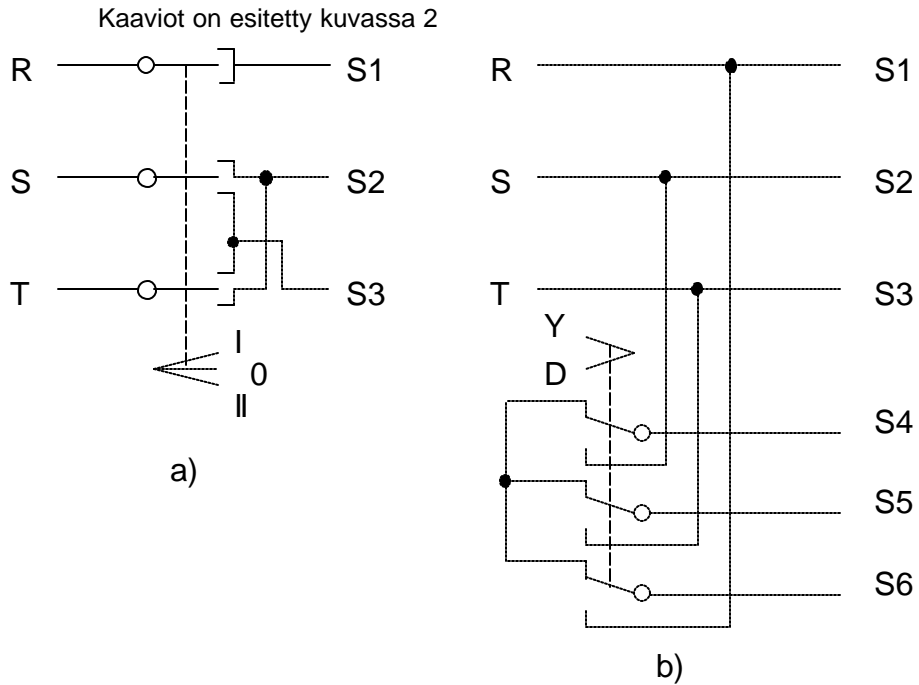 Kaaviot on esitetty kuvassa 2
R S1
S S2
T S3
I
0
II
a)
R S1
S S2
T S3
Y
D
S4
S5
S6
b)